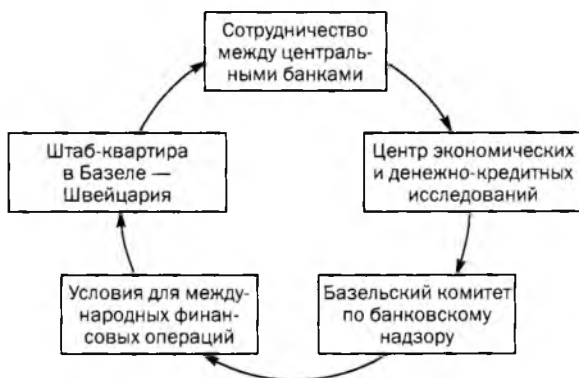 Сотрудничество
между централь-
ными банками
Центр экономических
и денежно-кредитных
исследований
Базельский комитет
по банковскому
надзору
Условия для между-
народных финан-
совых операций
Штаб-квартира
в Базеле —
Швейцария